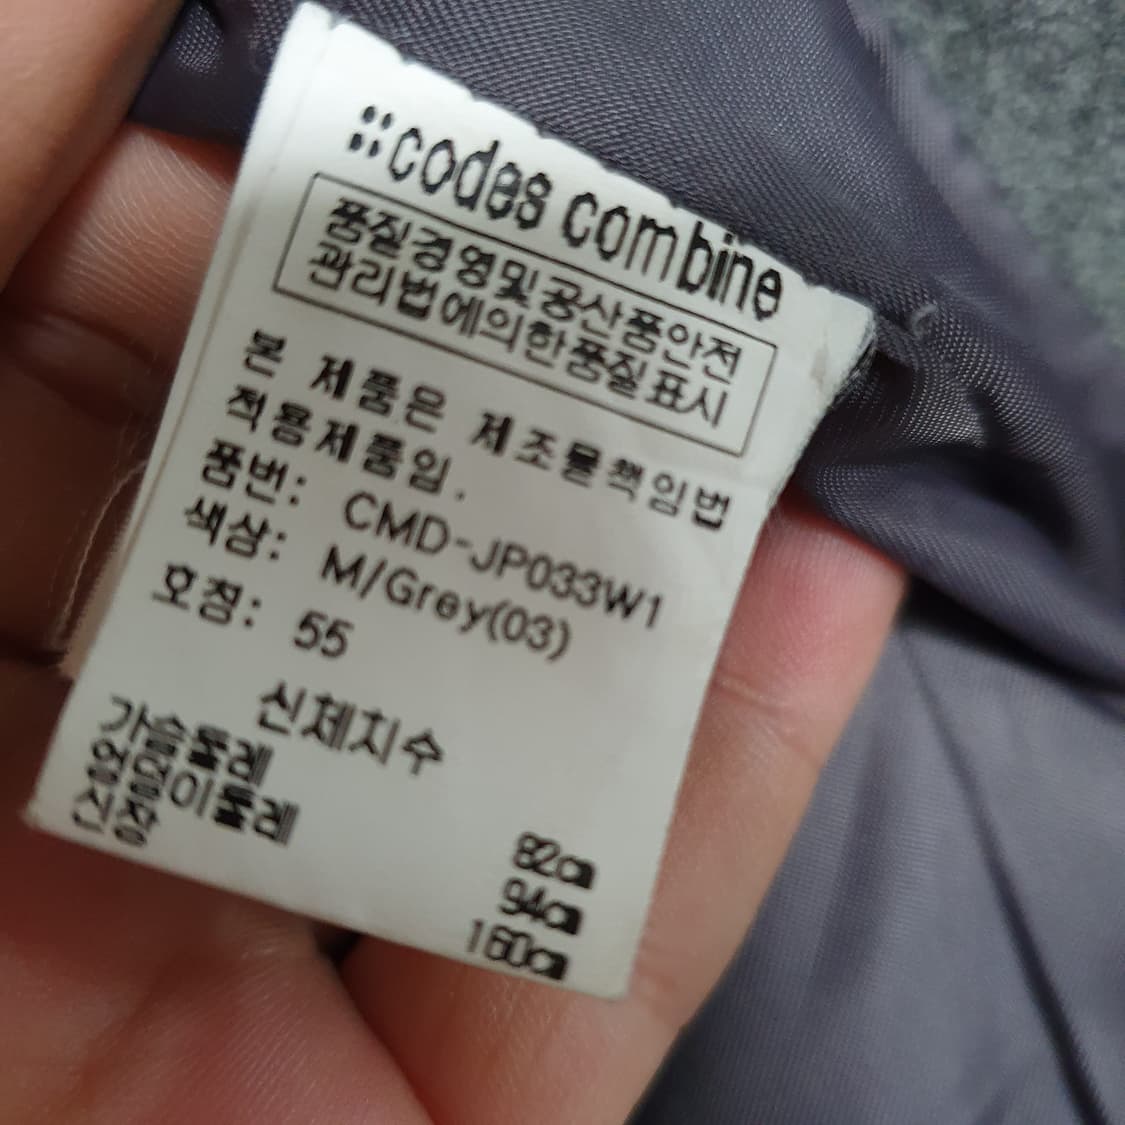 codes combine
품질경영및공산품안전
관리법에의한품질표시
본 제품은 제조물책임법
적용제품임.
품번: CMD-JP033W1
색상: M/Grey(03)
호칭: 55
신체치수
가슴둘레 82cm
엉덩이둘레 94cm
신장 160cm